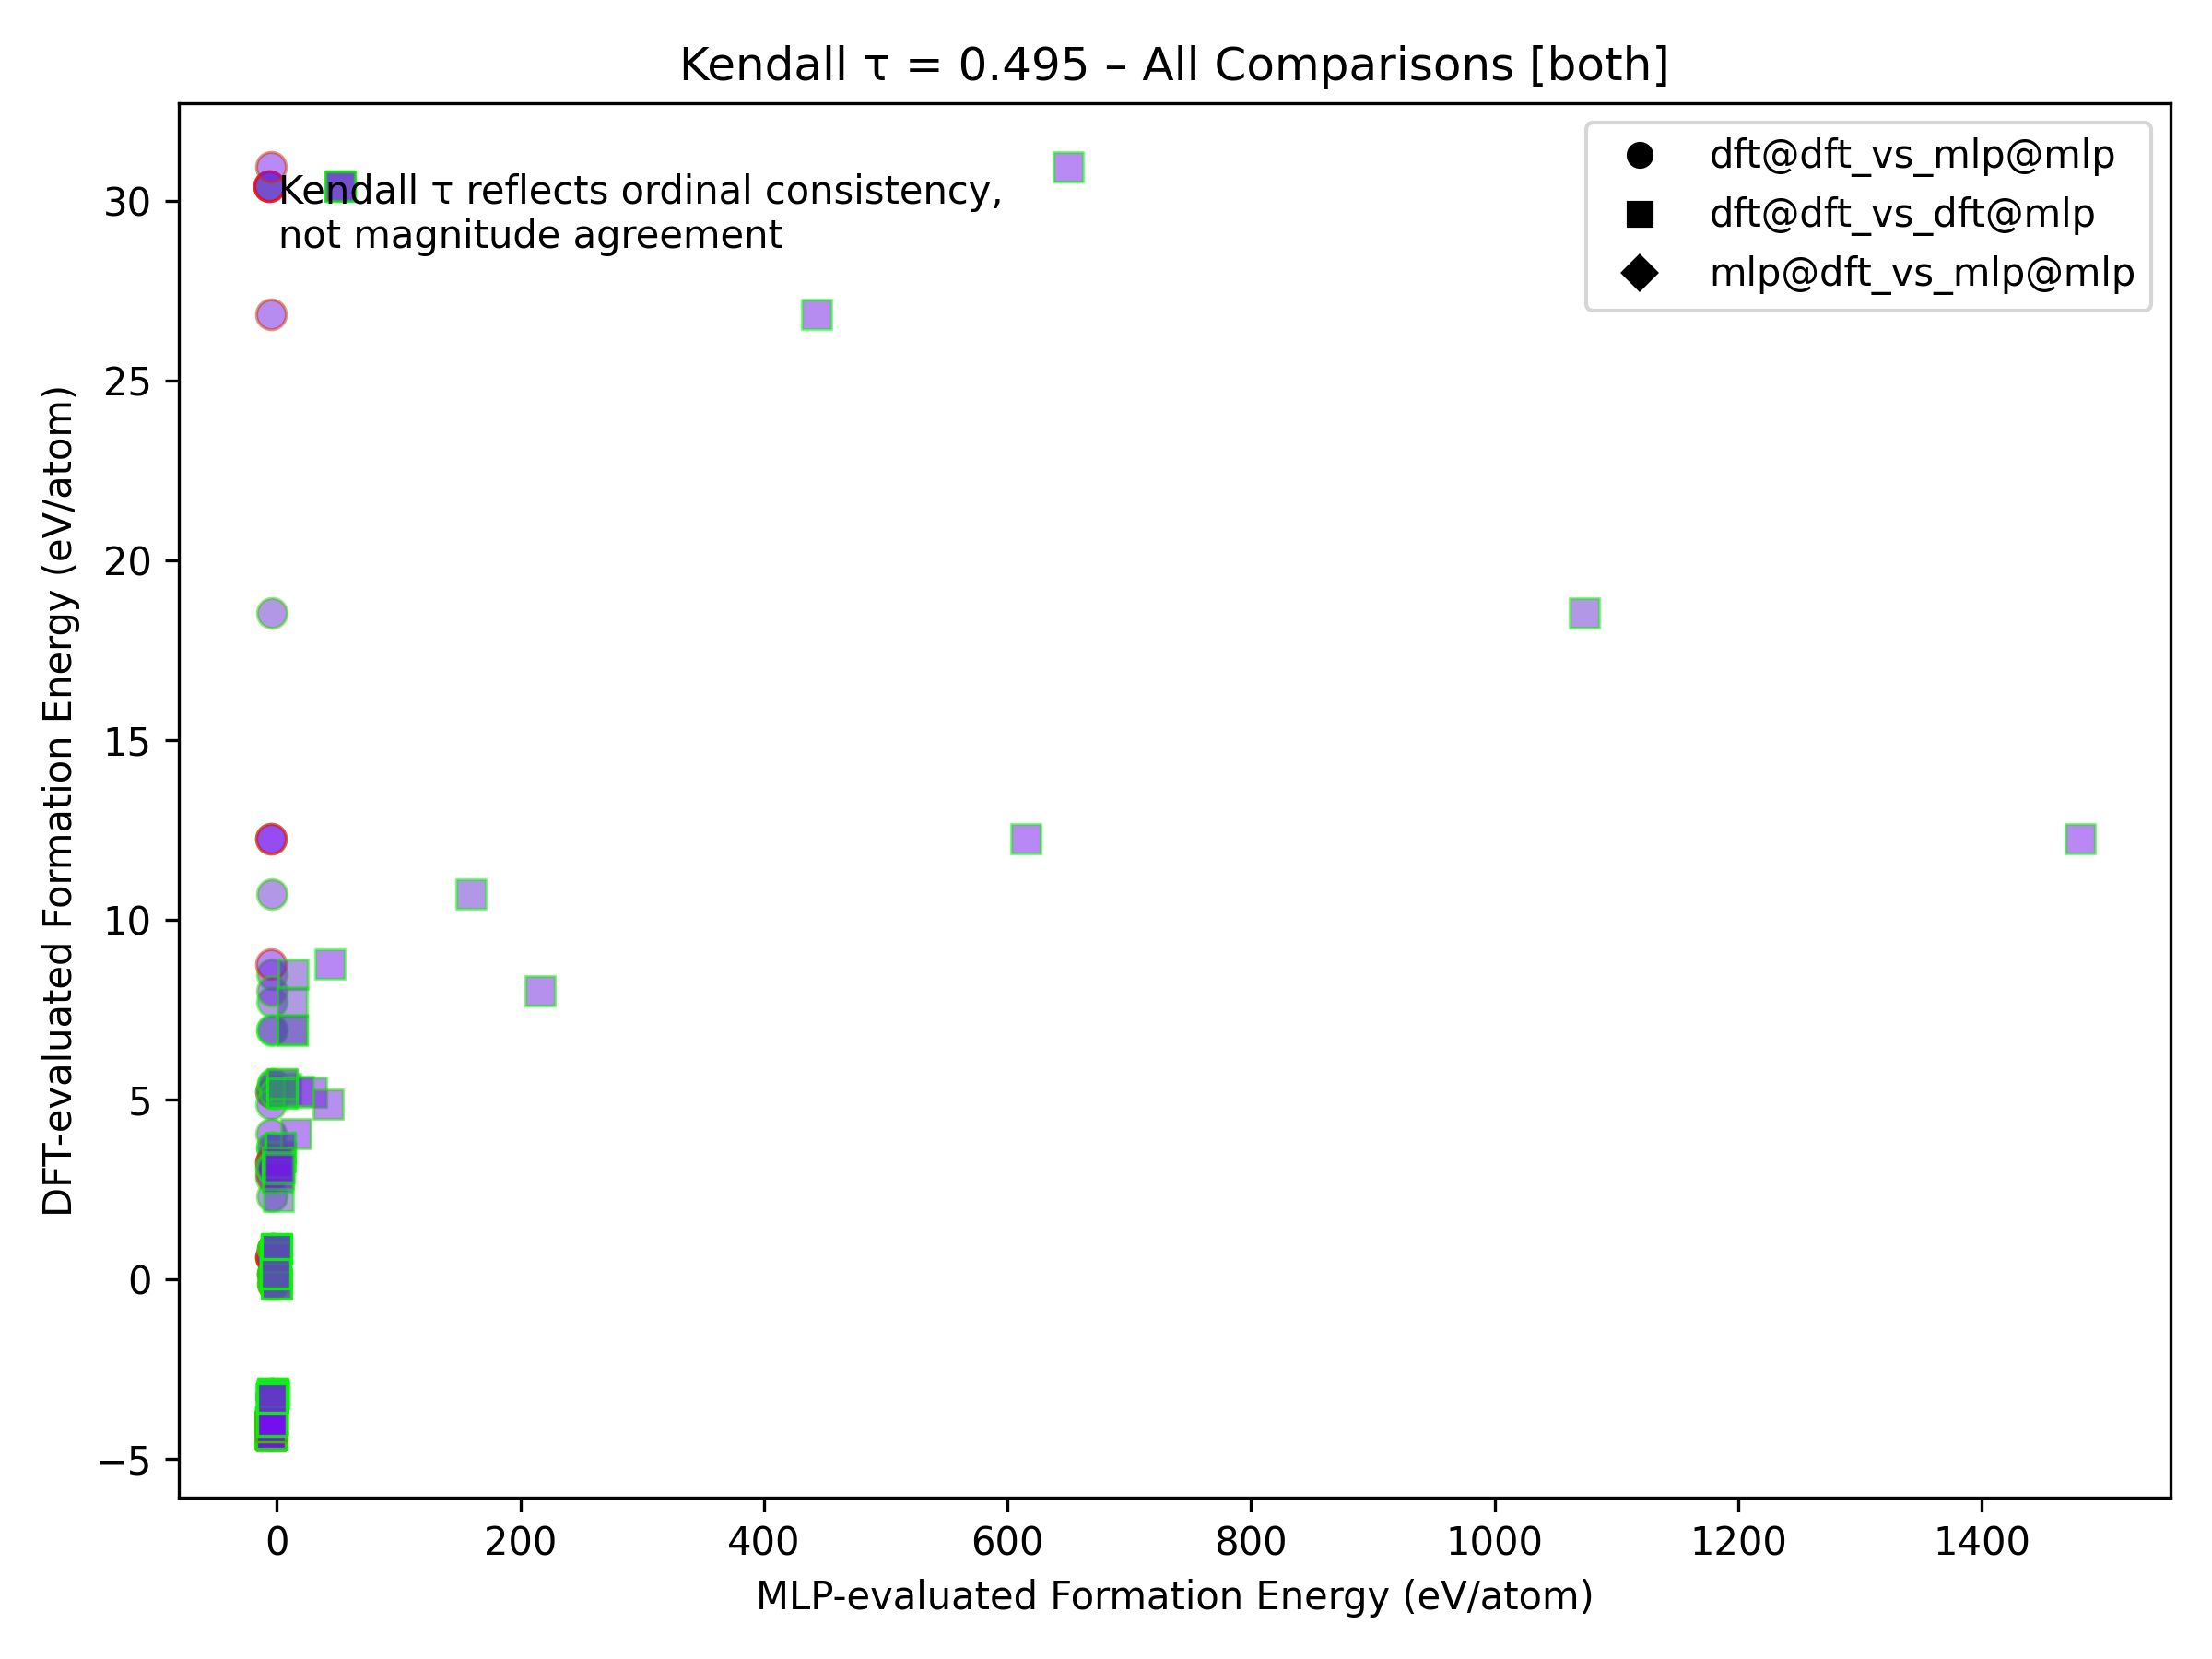 Kendall τ = 0.495 – All Comparisons [both]
Kendall τ reflects ordinal consistency,
not magnitude agreement
dft@dft_vs_mlp@mlp
dft@dft_vs_dft@mlp
mlp@dft_vs_mlp@mlp
DFT-evaluated Formation Energy (eV/atom)
30
25
20
15
10
5
0
−5
0 200 400 600 800 1000 1200 1400
MLP-evaluated Formation Energy (eV/atom)